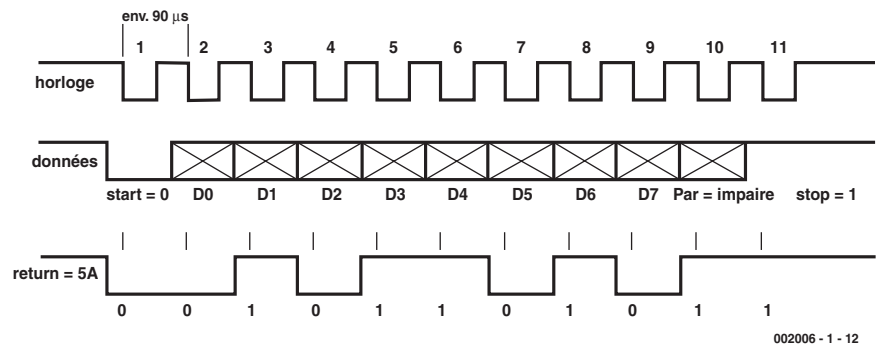 env. 90 µs
1 2 3 4 5 6 7 8 9 10 11
horloge
données
start = 0 D0 D1 D2 D3 D4 D5 D6 D7 Par = impaire stop = 1
return = 5A
0 0 1 0 1 1 0 1 0 1 1
002006 - 1 - 12